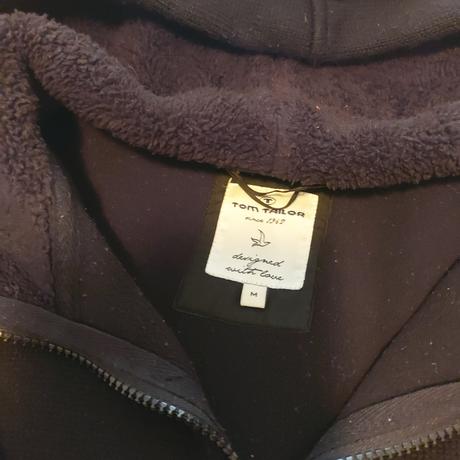 T
TOM TAILOR
since 1962
designed
with love
M